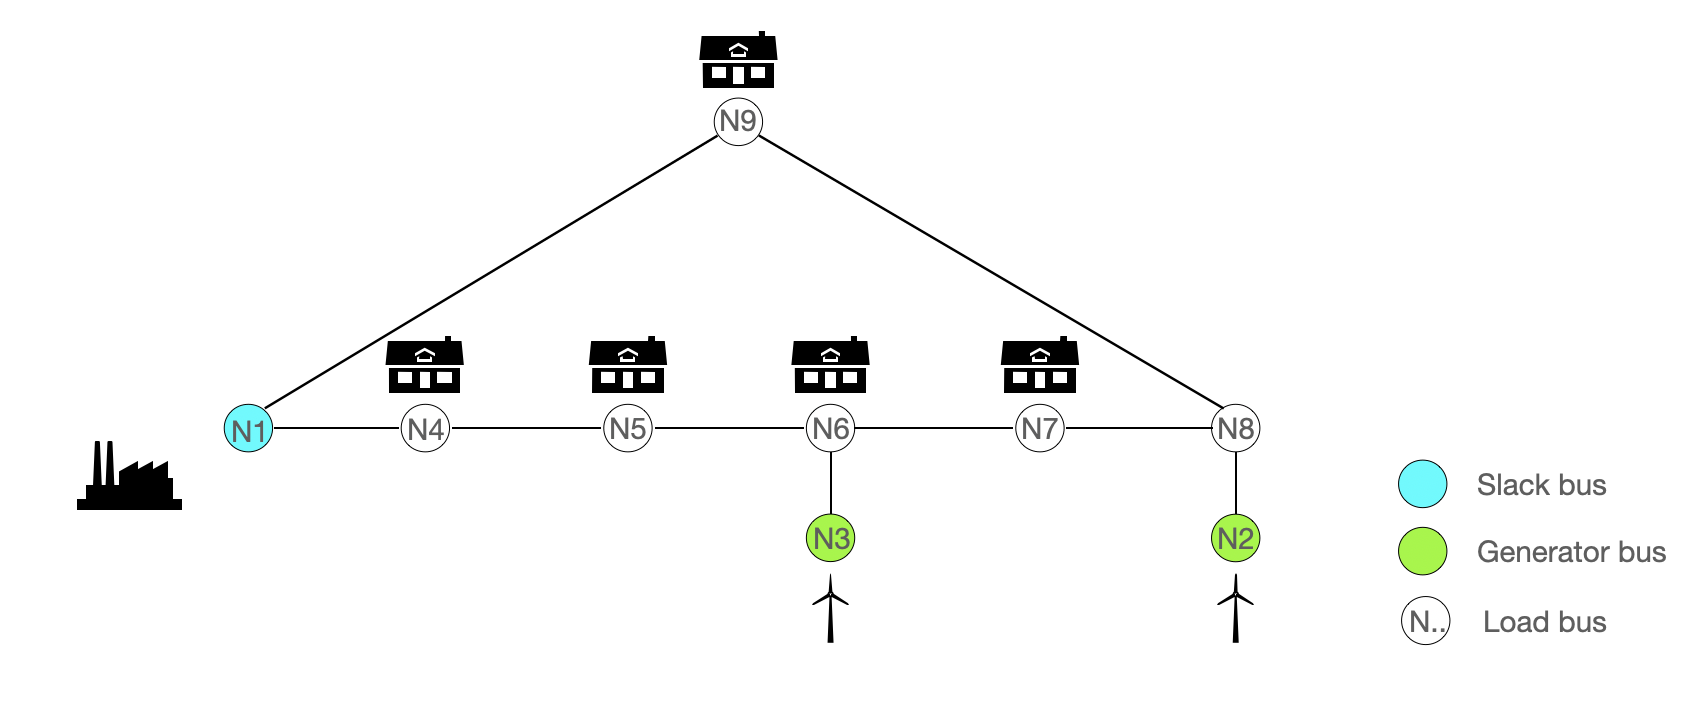 N9
N1
N4
N5
N6
N7
N8
N3
N2
Slack bus
Generator bus
N..
Load bus